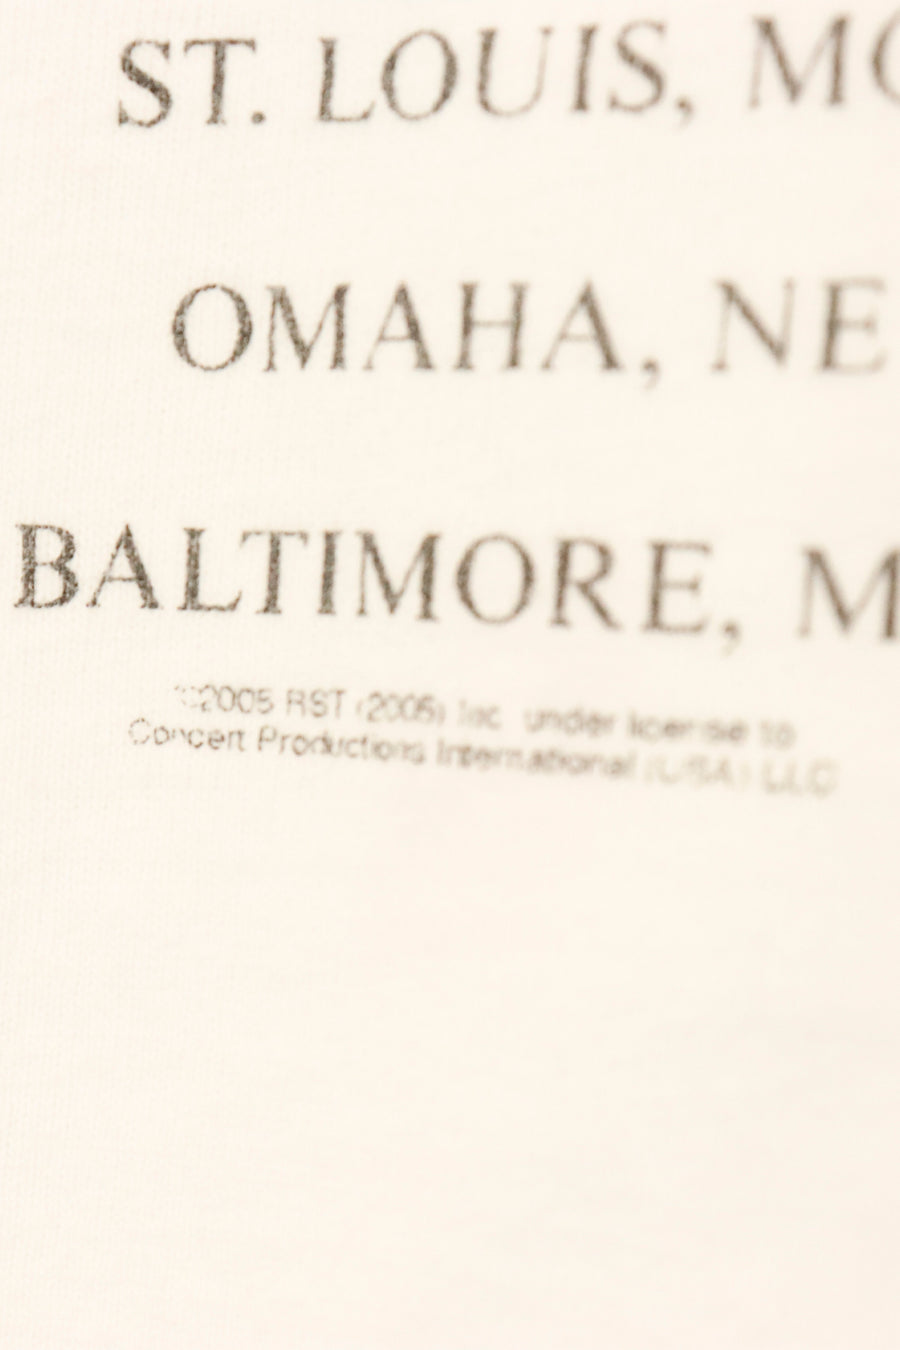 ST. LOUIS, MO
OMAHA, NE
BALTIMORE, M
©2005 RST (2005) Inc. under license to
Concert Productions International (USA) LLC